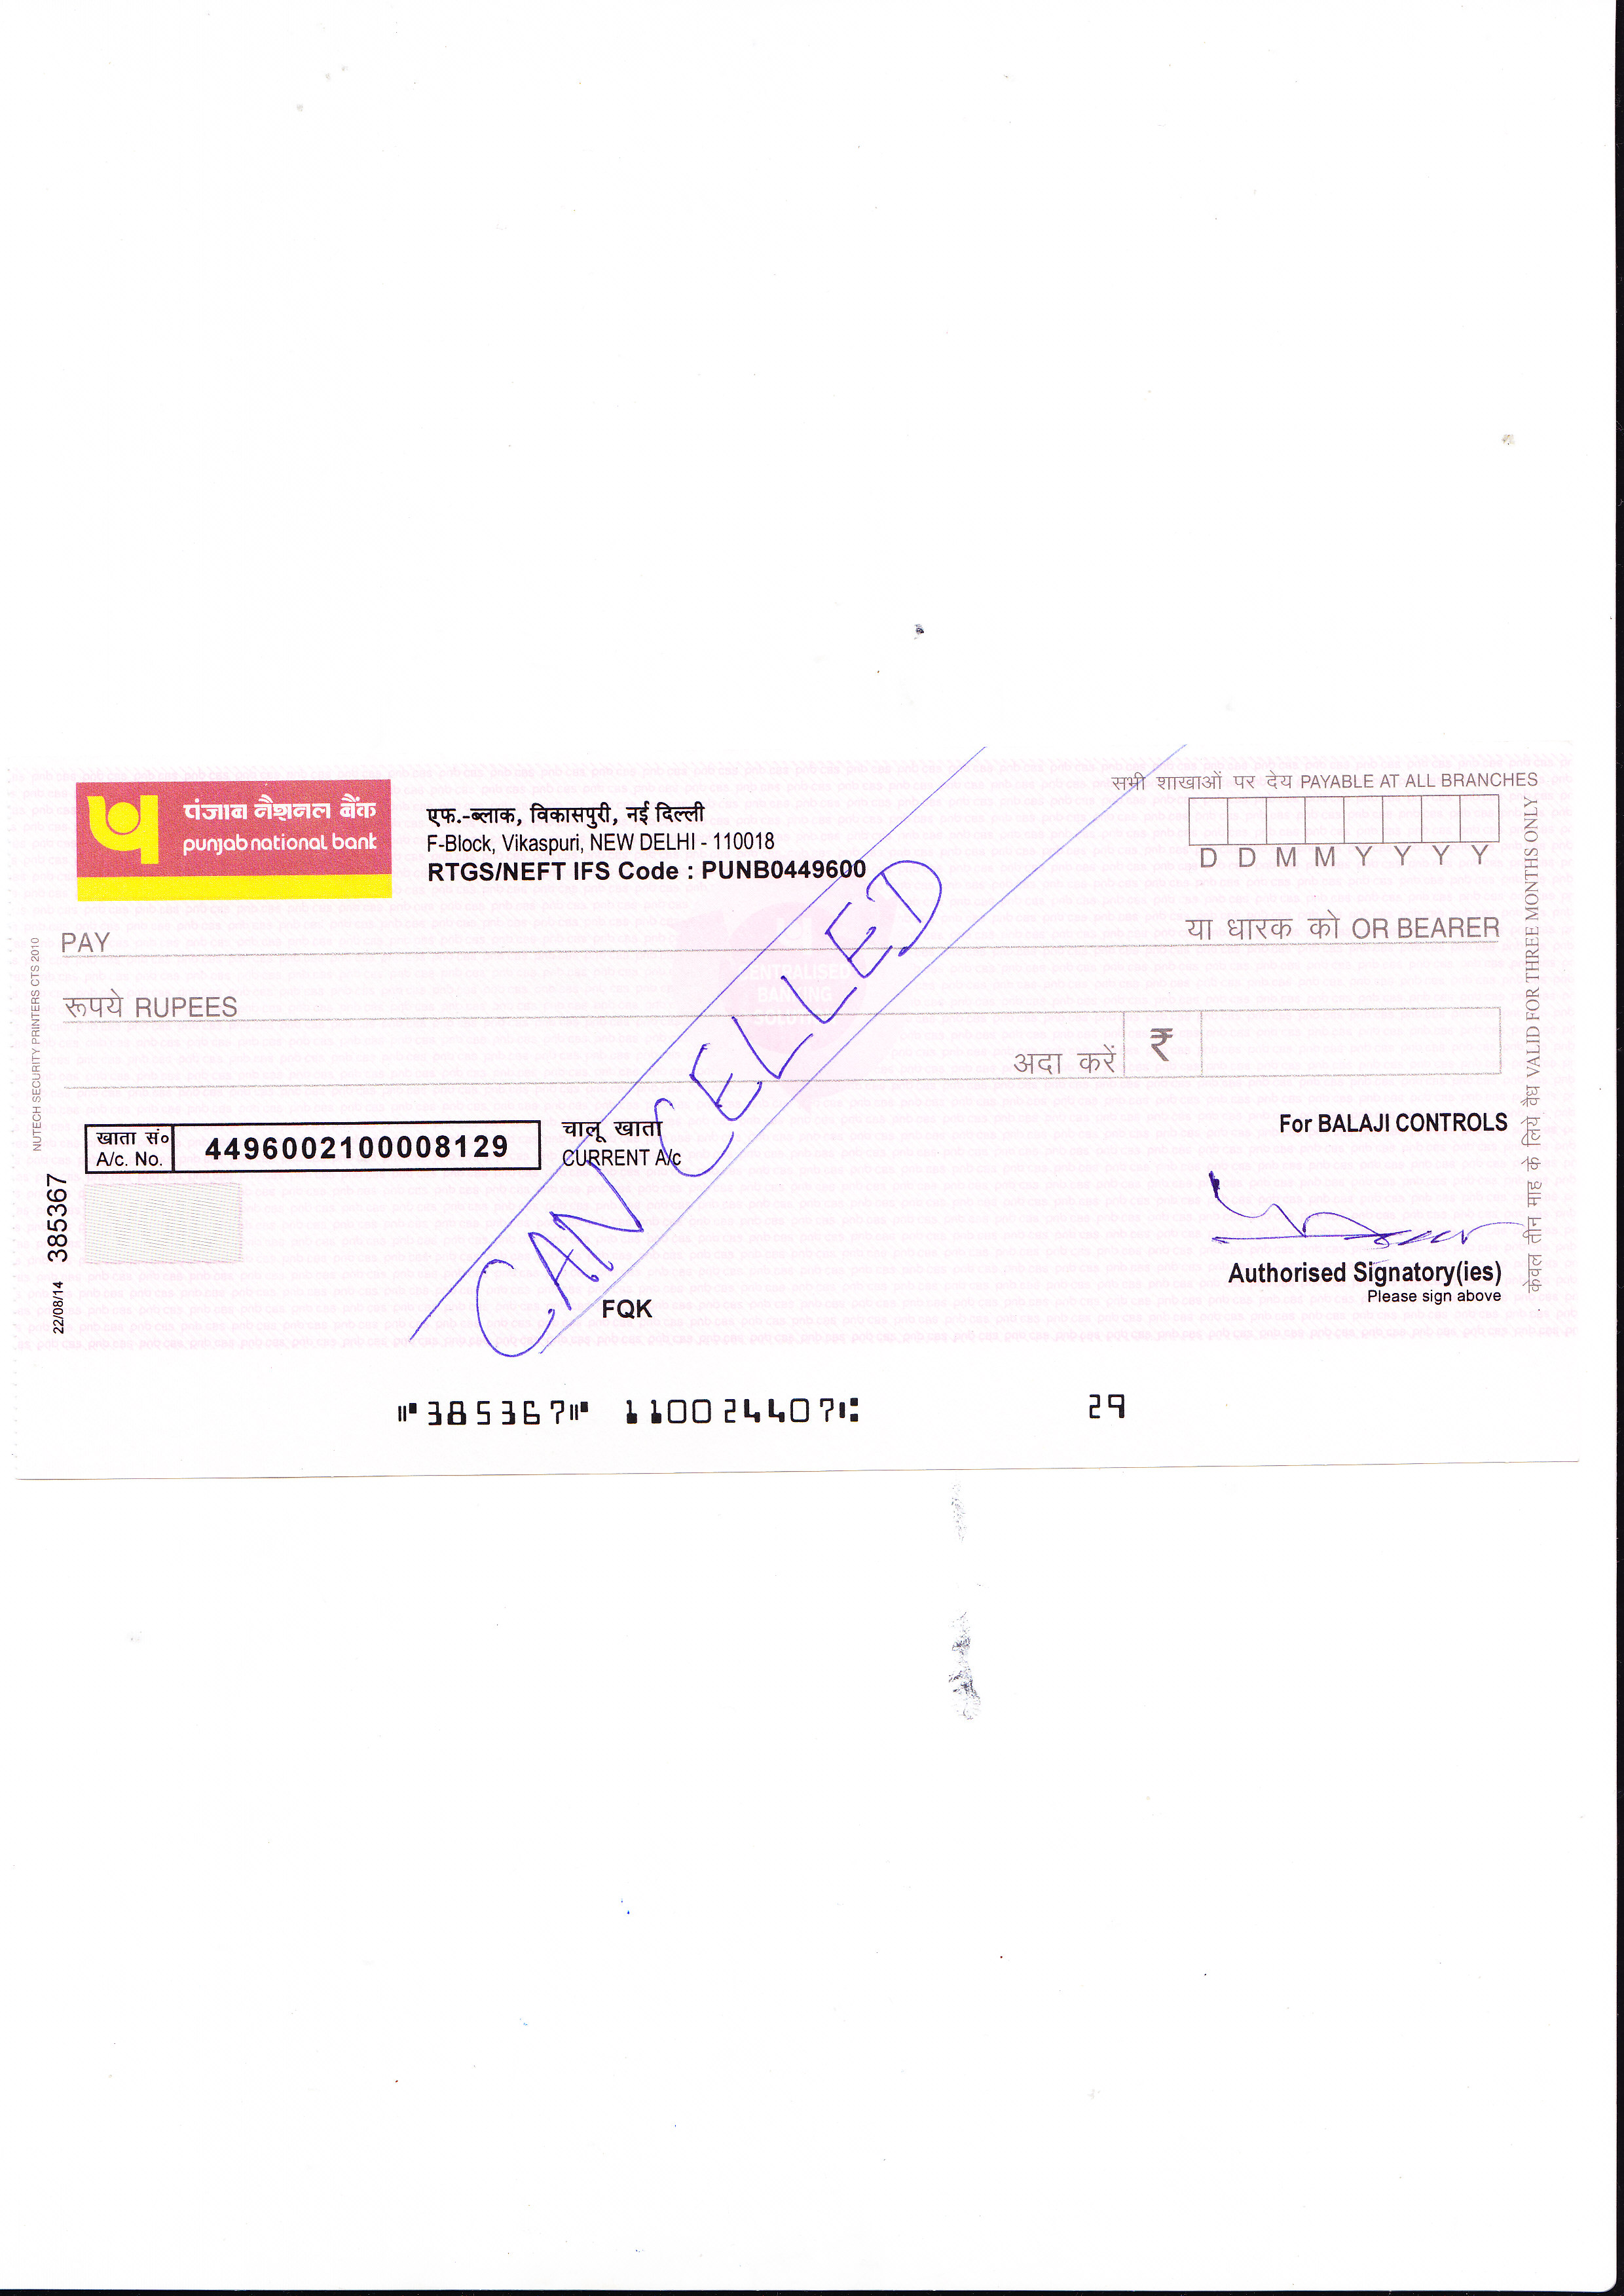 सभी शाखाओं पर देय PAYABLE AT ALL BRANCHES
पंजाब नैशनल बैंक
punjab national bank
एफ.-ब्लाक, विकासपुरी, नई दिल्ली
F-Block, Vikaspuri, NEW DELHI - 110018
RTGS/NEFT IFS Code : PUNB0449600
D D M M Y Y Y Y
PAY
या धारक को OR BEARER
CENTRALISED
BANKING
रूपये RUPEES
अदा करें ₹
खाता सं०
A/c. No.
4496002100008129
चालू खाता
CURRENT A/c
For BALAJI CONTROLS
CANCELLED
Authorised Signatory(ies)
Please sign above
FQK
NUTECH SECURITY PRINTERS CTS 2010
385367
22/08/14
केवल तीन माह के लिये वैध VALID FOR THREE MONTHS ONLY
⑈385367⑈ 110024407⑆ 29